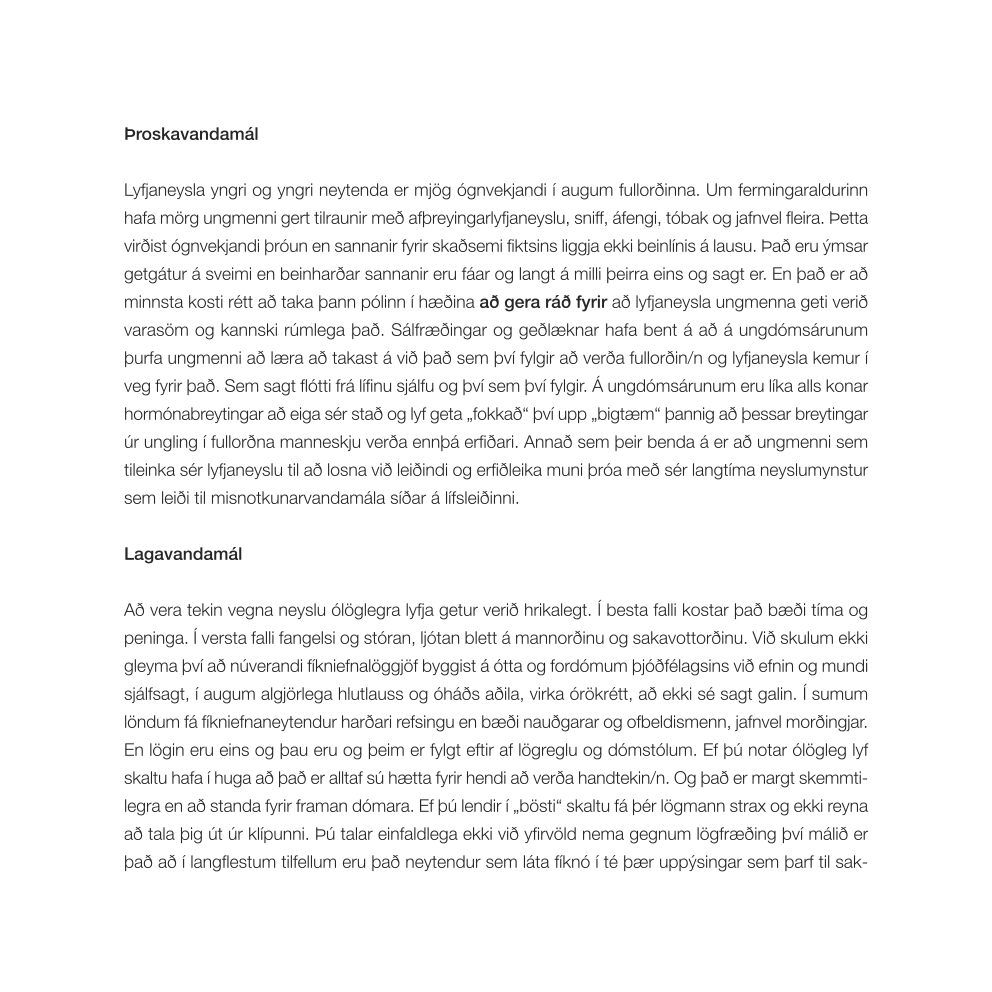 Þroskavandamál
Lyfjaneysla yngri og yngri neytenda er mjög ógnvekjandi í augum fullorðinna. Um fermingaraldurinn
hafa mörg ungmenni gert tilraunir með afþreyingarlyfjaneyslu, sniff, áfengi, tóbak og jafnvel fleira. Þetta
virðist ógnvekjandi þróun en sannanir fyrir skaðsemi fiktsins liggja ekki beinlínis á lausu. Það eru ýmsar
getgátur á sveimi en beinharðar sannanir eru fáar og langt á milli þeirra eins og sagt er. En það er að
minnsta kosti rétt að taka þann pólinn í hæðina að gera ráð fyrir að lyfjaneysla ungmenna geti verið
varasöm og kannski rúmlega það. Sálfræðingar og geðlæknar hafa bent á að á ungdómsárunum
þurfa ungmenni að læra að takast á við það sem því fylgir að verða fullorðin/n og lyfjaneysla kemur í
veg fyrir það. Sem sagt flótti frá lífinu sjálfu og því sem því fylgir. Á ungdómsárunum eru líka alls konar
hormónabreytingar að eiga sér stað og lyf geta „fokkað“ því upp „bigtæm“ þannig að þessar breytingar
úr ungling í fullorðna manneskju verða ennþá erfiðari. Annað sem þeir benda á er að ungmenni sem
tileinka sér lyfjaneyslu til að losna við leiðindi og erfiðleika muni þróa með sér langtíma neyslumynstur
sem leiði til misnotkunarvandamála síðar á lífsleiðinni.
Lagavandamál
Að vera tekin vegna neyslu ólöglegra lyfja getur verið hrikalegt. Í besta falli kostar það bæði tíma og
peninga. Í versta falli fangelsi og stóran, ljótan blett á mannorðinu og sakavottorðinu. Við skulum ekki
gleyma því að núverandi fíkniefnalöggjöf byggist á ótta og fordómum þjóðfélagsins við efnin og mundi
sjálfsagt, í augum algjörlega hlutlauss og óháðs aðila, virka órökrétt, að ekki sé sagt galin. Í sumum
löndum fá fíkniefnaneytendur harðari refsingu en bæði nauðgarar og ofbeldismenn, jafnvel morðingjar.
En lögin eru eins og þau eru og þeim er fylgt eftir af lögreglu og dómstólum. Ef þú notar ólögleg lyf
skaltu hafa í huga að það er alltaf sú hætta fyrir hendi að verða handtekin/n. Og það er margt skemmti-
legra en að standa fyrir framan dómara. Ef þú lendir í „bösti“ skaltu fá þér lögmann strax og ekki reyna
að tala þig út úr klípunni. Þú talar einfaldlega ekki við yfirvöld nema gegnum lögfræðing því málið er
það að í langflestum tilfellum eru það neytendur sem láta fíknó í té þær uppýsingar sem þarf til sak-